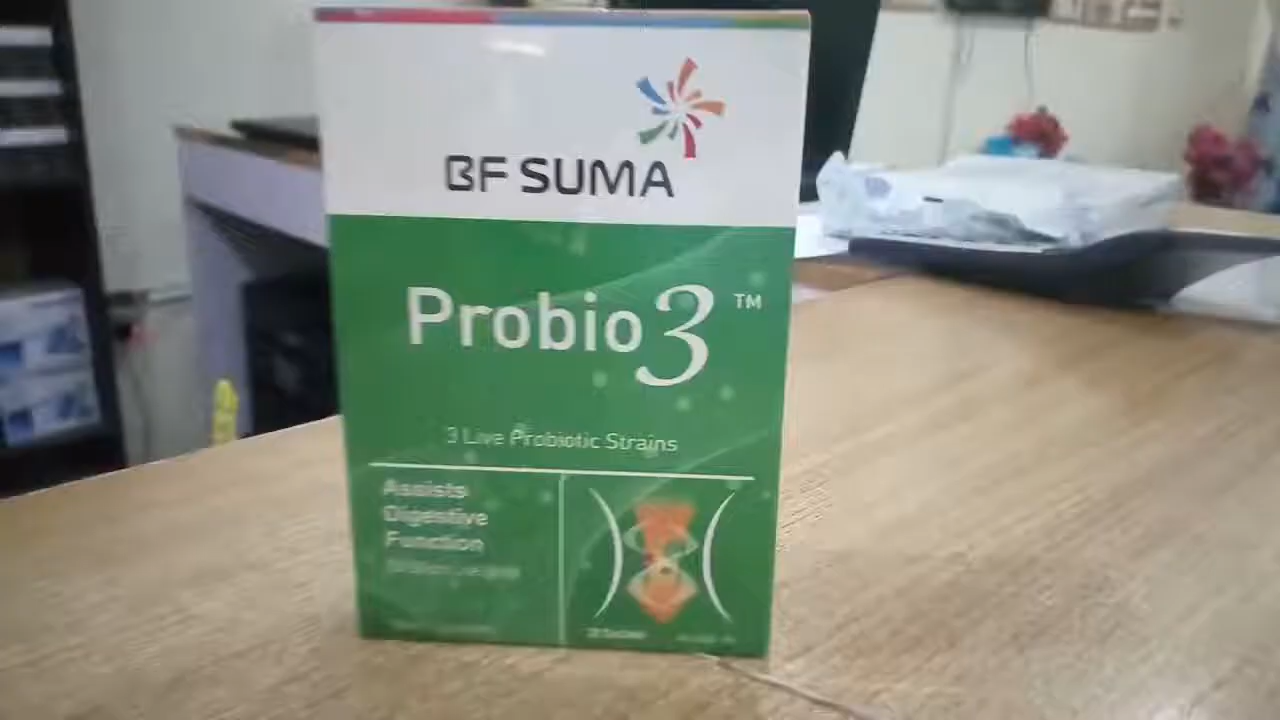 BF SUMA
Probio3™
3 Live Probiotic Strains
Assists
Digestive
Function